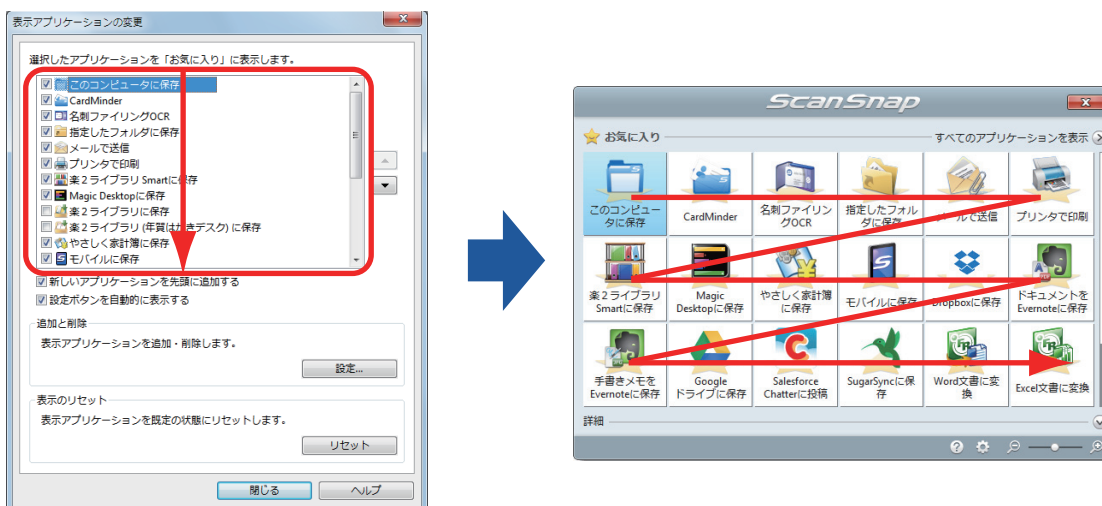 表示アプリケーションの変更
選択したアプリケーションを「お気に入り」に表示します。
このコンピュータに保存
CardMinder
名刺ファイリングOCR
指定したフォルダに保存
メールで送信
プリンタで印刷
楽2ライブラリ Smartに保存
Magic Desktopに保存
楽2ライブラリに保存
楽2ライブラリ (年賀はがきデスク) に保存
やさしく家計簿に保存
モバイルに保存
新しいアプリケーションを先頭に追加する
設定ボタンを自動的に表示する
追加と削除
表示アプリケーションを追加・削除します。
設定...
表示のリセット
表示アプリケーションを既定の状態にリセットします。
リセット
閉じる
ヘルプ
ScanSnap
お気に入り
すべてのアプリケーションを表示
このコンピュー
タに保存
CardMinder
名刺ファイリン
グOCR
指定したフォル
ダに保存
メールで送信
プリンタで印刷
楽2ライブラリ
Smartに保存
Magic
Desktopに保存
やさしく家計簿
に保存
モバイルに保存
Dropboxに保存
ドキュメントを
Evernoteに保存
手書きメモを
Evernoteに保存
Google
ドライブに保存
Salesforce
Chatterに投稿
SugarSyncに保
存
Word文書に変
換
Excel文書に変換
詳細